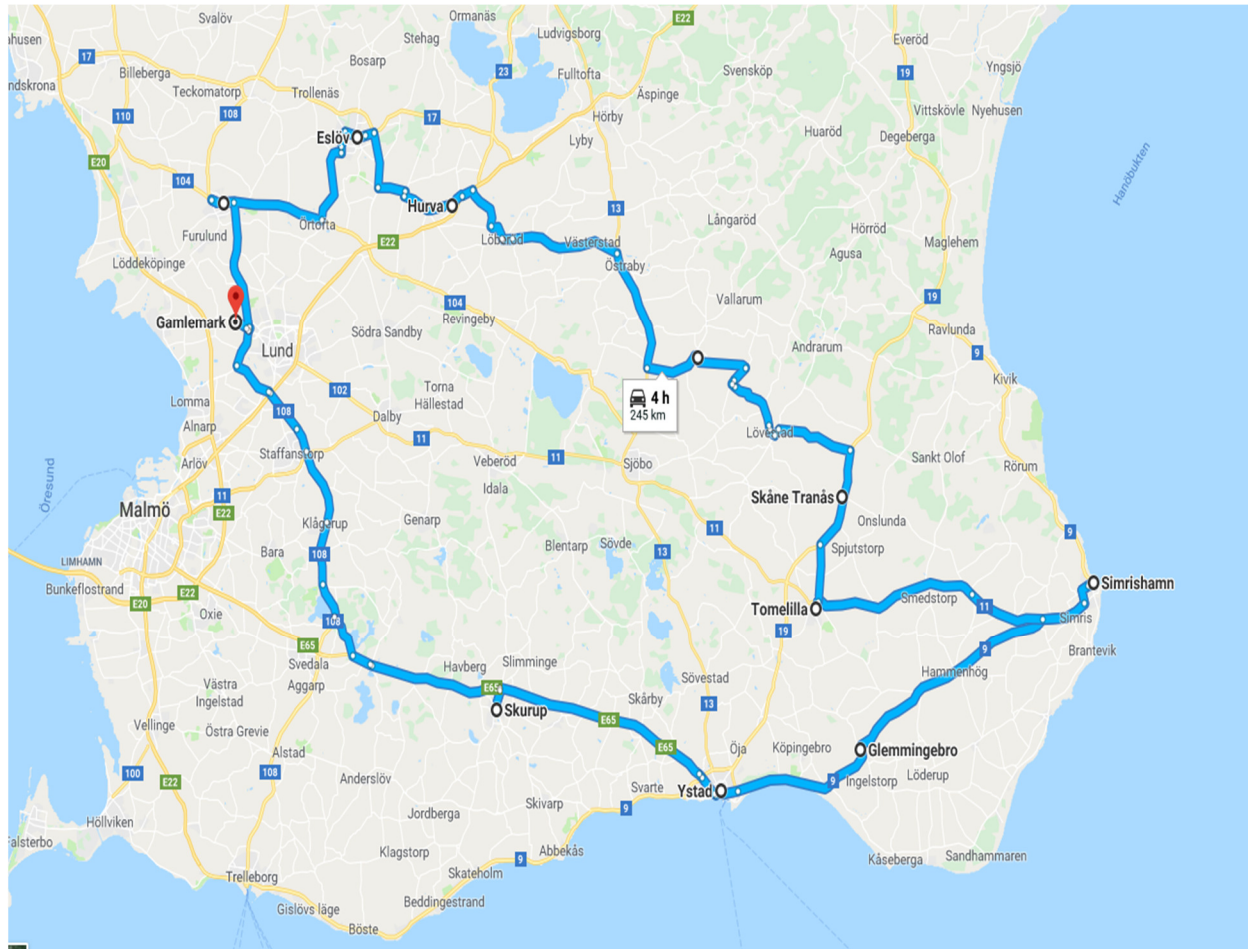 Svalöv
Ormanäs
E22
Stehag
Ludvigsborg
Everöd
ahusen
17
Bosarp
19
Yngsjö
Billeberga
23
Fulltofta
Svensköp
ndskrona
Teckomatorp
Trollenäs
Äspinge
110
108
17
Hörby
Vittskövle
Nyehusen
Eslöv
Lyby
Huaröd
Degeberga
E20
104
Hanöbukten
Hurva
13
Långaröd
Örtofta
Furulund
E22
Löberöd
Västerstad
Hörröd
Maglehem
Löddeköpinge
Östraby
Agusa
104
Vallarum
19
Gamlemark
Revingeby
Södra Sandby
Ravlunda
Lund
Andrarum
9
Torna
Hällestad
Kivik
Lomma
102
4 h
245 km
108
Dalby
Alnarp
11
Lövestad
Staffanstorp
Sankt Olof
Arlöv
Veberöd
11
Sjöbo
Rörum
Öresund
11
Idala
Skåne Tranås
Malmö
E22
Klågerup
Genarp
11
Onslunda
9
Bara
108
Blentarp
Sövde
13
Spjutstorp
LIMHAMN
Bunkeflostrand
E22
Simrishamn
E20
Oxie
Smedstorp
11
Tomelilla
108
Simris
19
E65
Svedala
Havberg
Slimminge
9
Brantevik
Aggarp
Hammenhög
Västra
Ingelstad
E65
Skårby
Sövestad
Skurup
13
Vellinge
Östra Grevie
E65
Alstad
E65
Öja
Köpingebro
Glemmingebro
100
E22
108
Anderslöv
Svarte
Ystad
9
Ingelstorp
Löderup
Höllviken
Jordberga
Skivarp
9
Falsterbo
Klagstorp
Abbekås
9
Kåseberga
Sandhammaren
Trelleborg
Skateholm
Gislövs läge
Beddingestrand
Böste